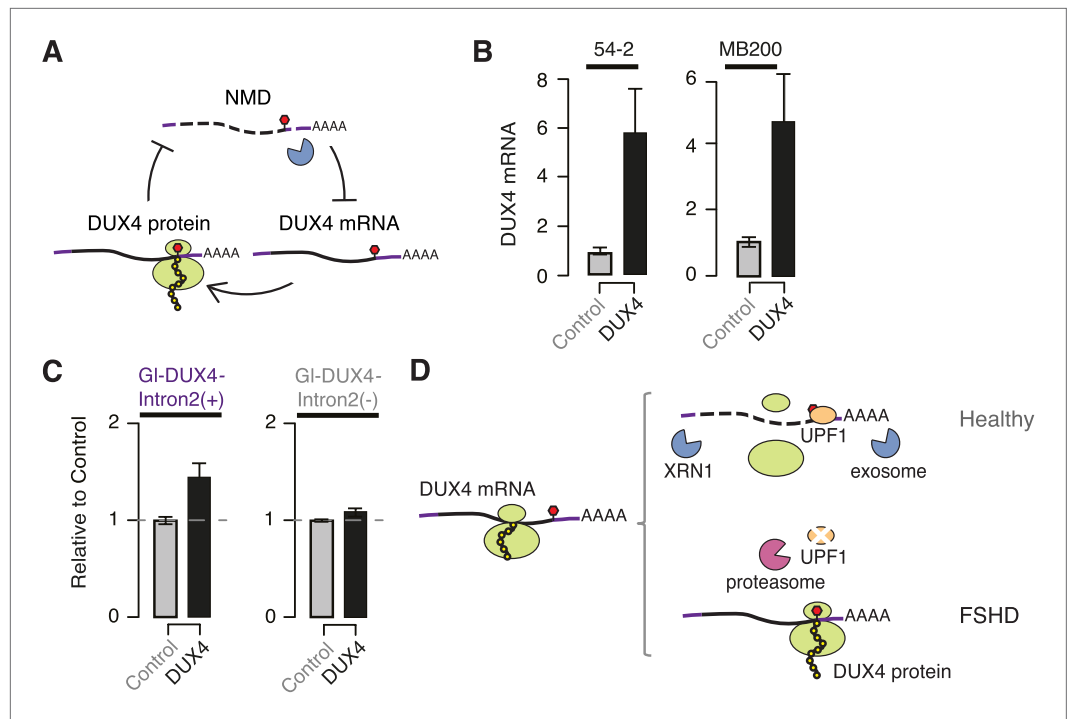 A
NMD
AAAA
DUX4 protein
DUX4 mRNA
AAAA
AAAA
B
54-2
MB200
DUX4 mRNA
8
6
4
2
0
6
4
2
0
Control
DUX4
Control
DUX4
C
GI-DUX4-
Intron2(+)
GI-DUX4-
Intron2(-)
Relative to Control
2
1
0
2
1
0
Control
DUX4
Control
DUX4
D
DUX4 mRNA
AAAA
AAAA
UPF1
XRN1
exosome
Healthy
UPF1
proteasome
AAAA
FSHD
DUX4 protein